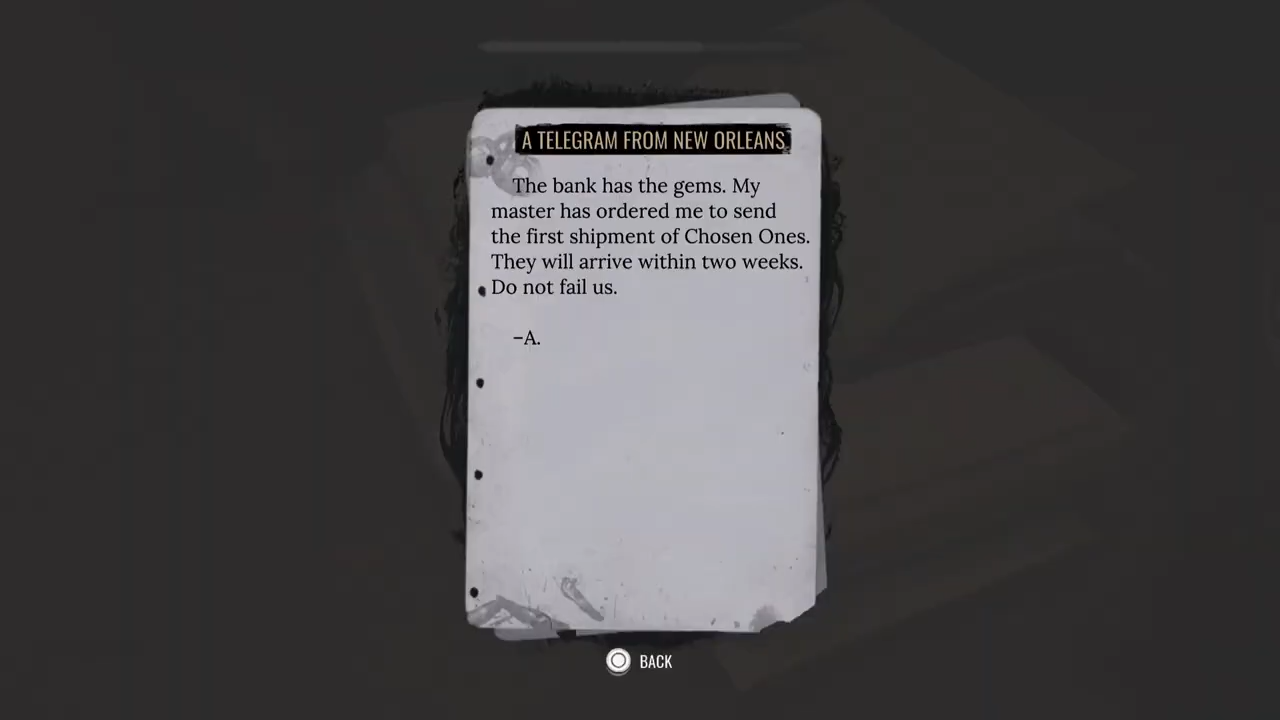 A TELEGRAM FROM NEW ORLEANS
The bank has the gems. My
master has ordered me to send
the first shipment of Chosen Ones.
They will arrive within two weeks.
Do not fail us.
–A.
BACK